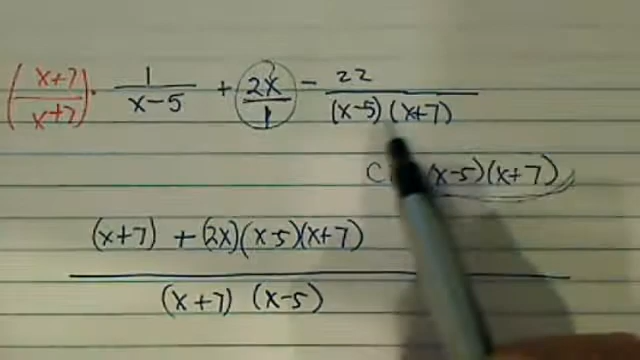 (x+7)/(x+7) · 1/(x-5) + 2x/1 - 22/(x-5)(x+7)
C (x-5)(x+7)
(x+7) + (2x)(x-5)(x+7)
(x+7) (x-5)